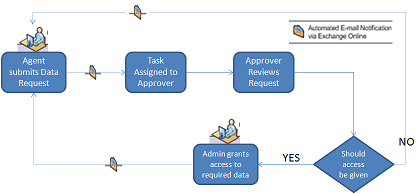 Automated E-mail Notification
via Exchange Online
Agent
submits Data
Request
Task
Assigned to
Approver
Approver
Reviews
Request
Admin grants
access to
required data
YES
Should
access
be given
NO